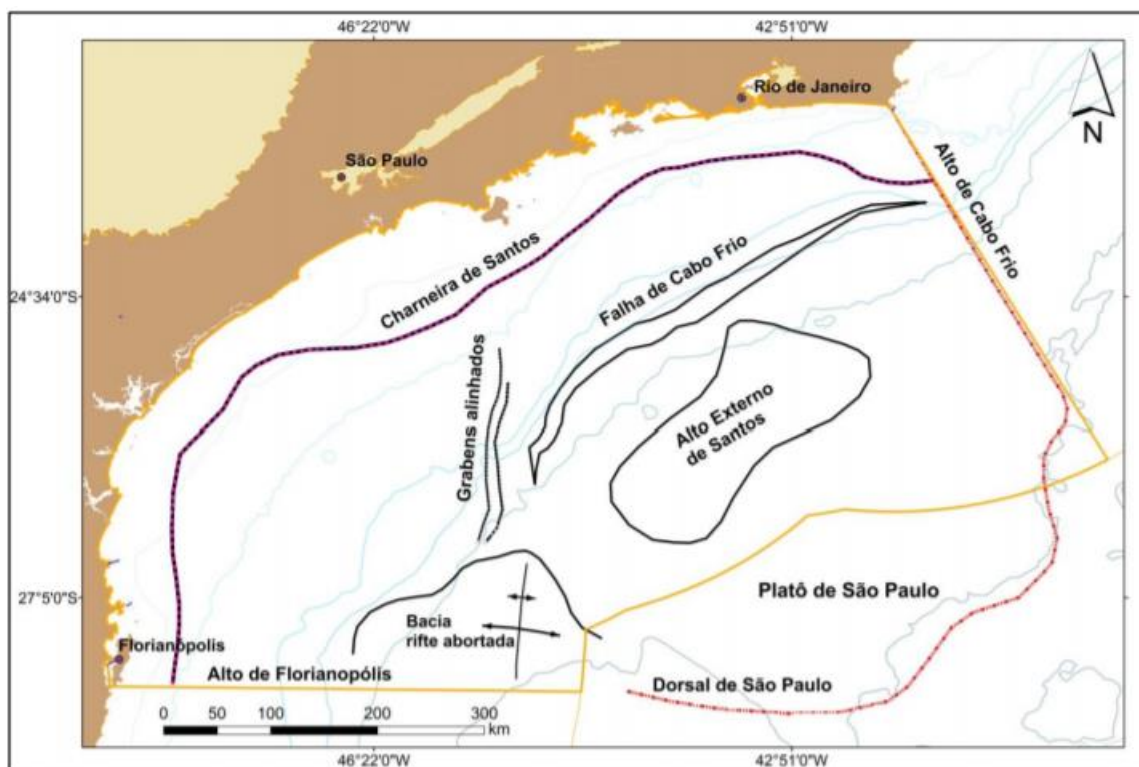 46°22'0"W
42°51'0"W
Rio de Janeiro
N
São Paulo
Alto de Cabo Frio
Charneira de Santos
Falha de Cabo Frio
24°34'0"S
Grabens alinhados
Alto Externo
de Santos
27°5'0"S
Platô de São Paulo
Bacia
rifte abortada
Florianópolis
Alto de Florianópólis
Dorsal de São Paulo
0 50 100 200 300
km
46°22'0"W
42°51'0"W